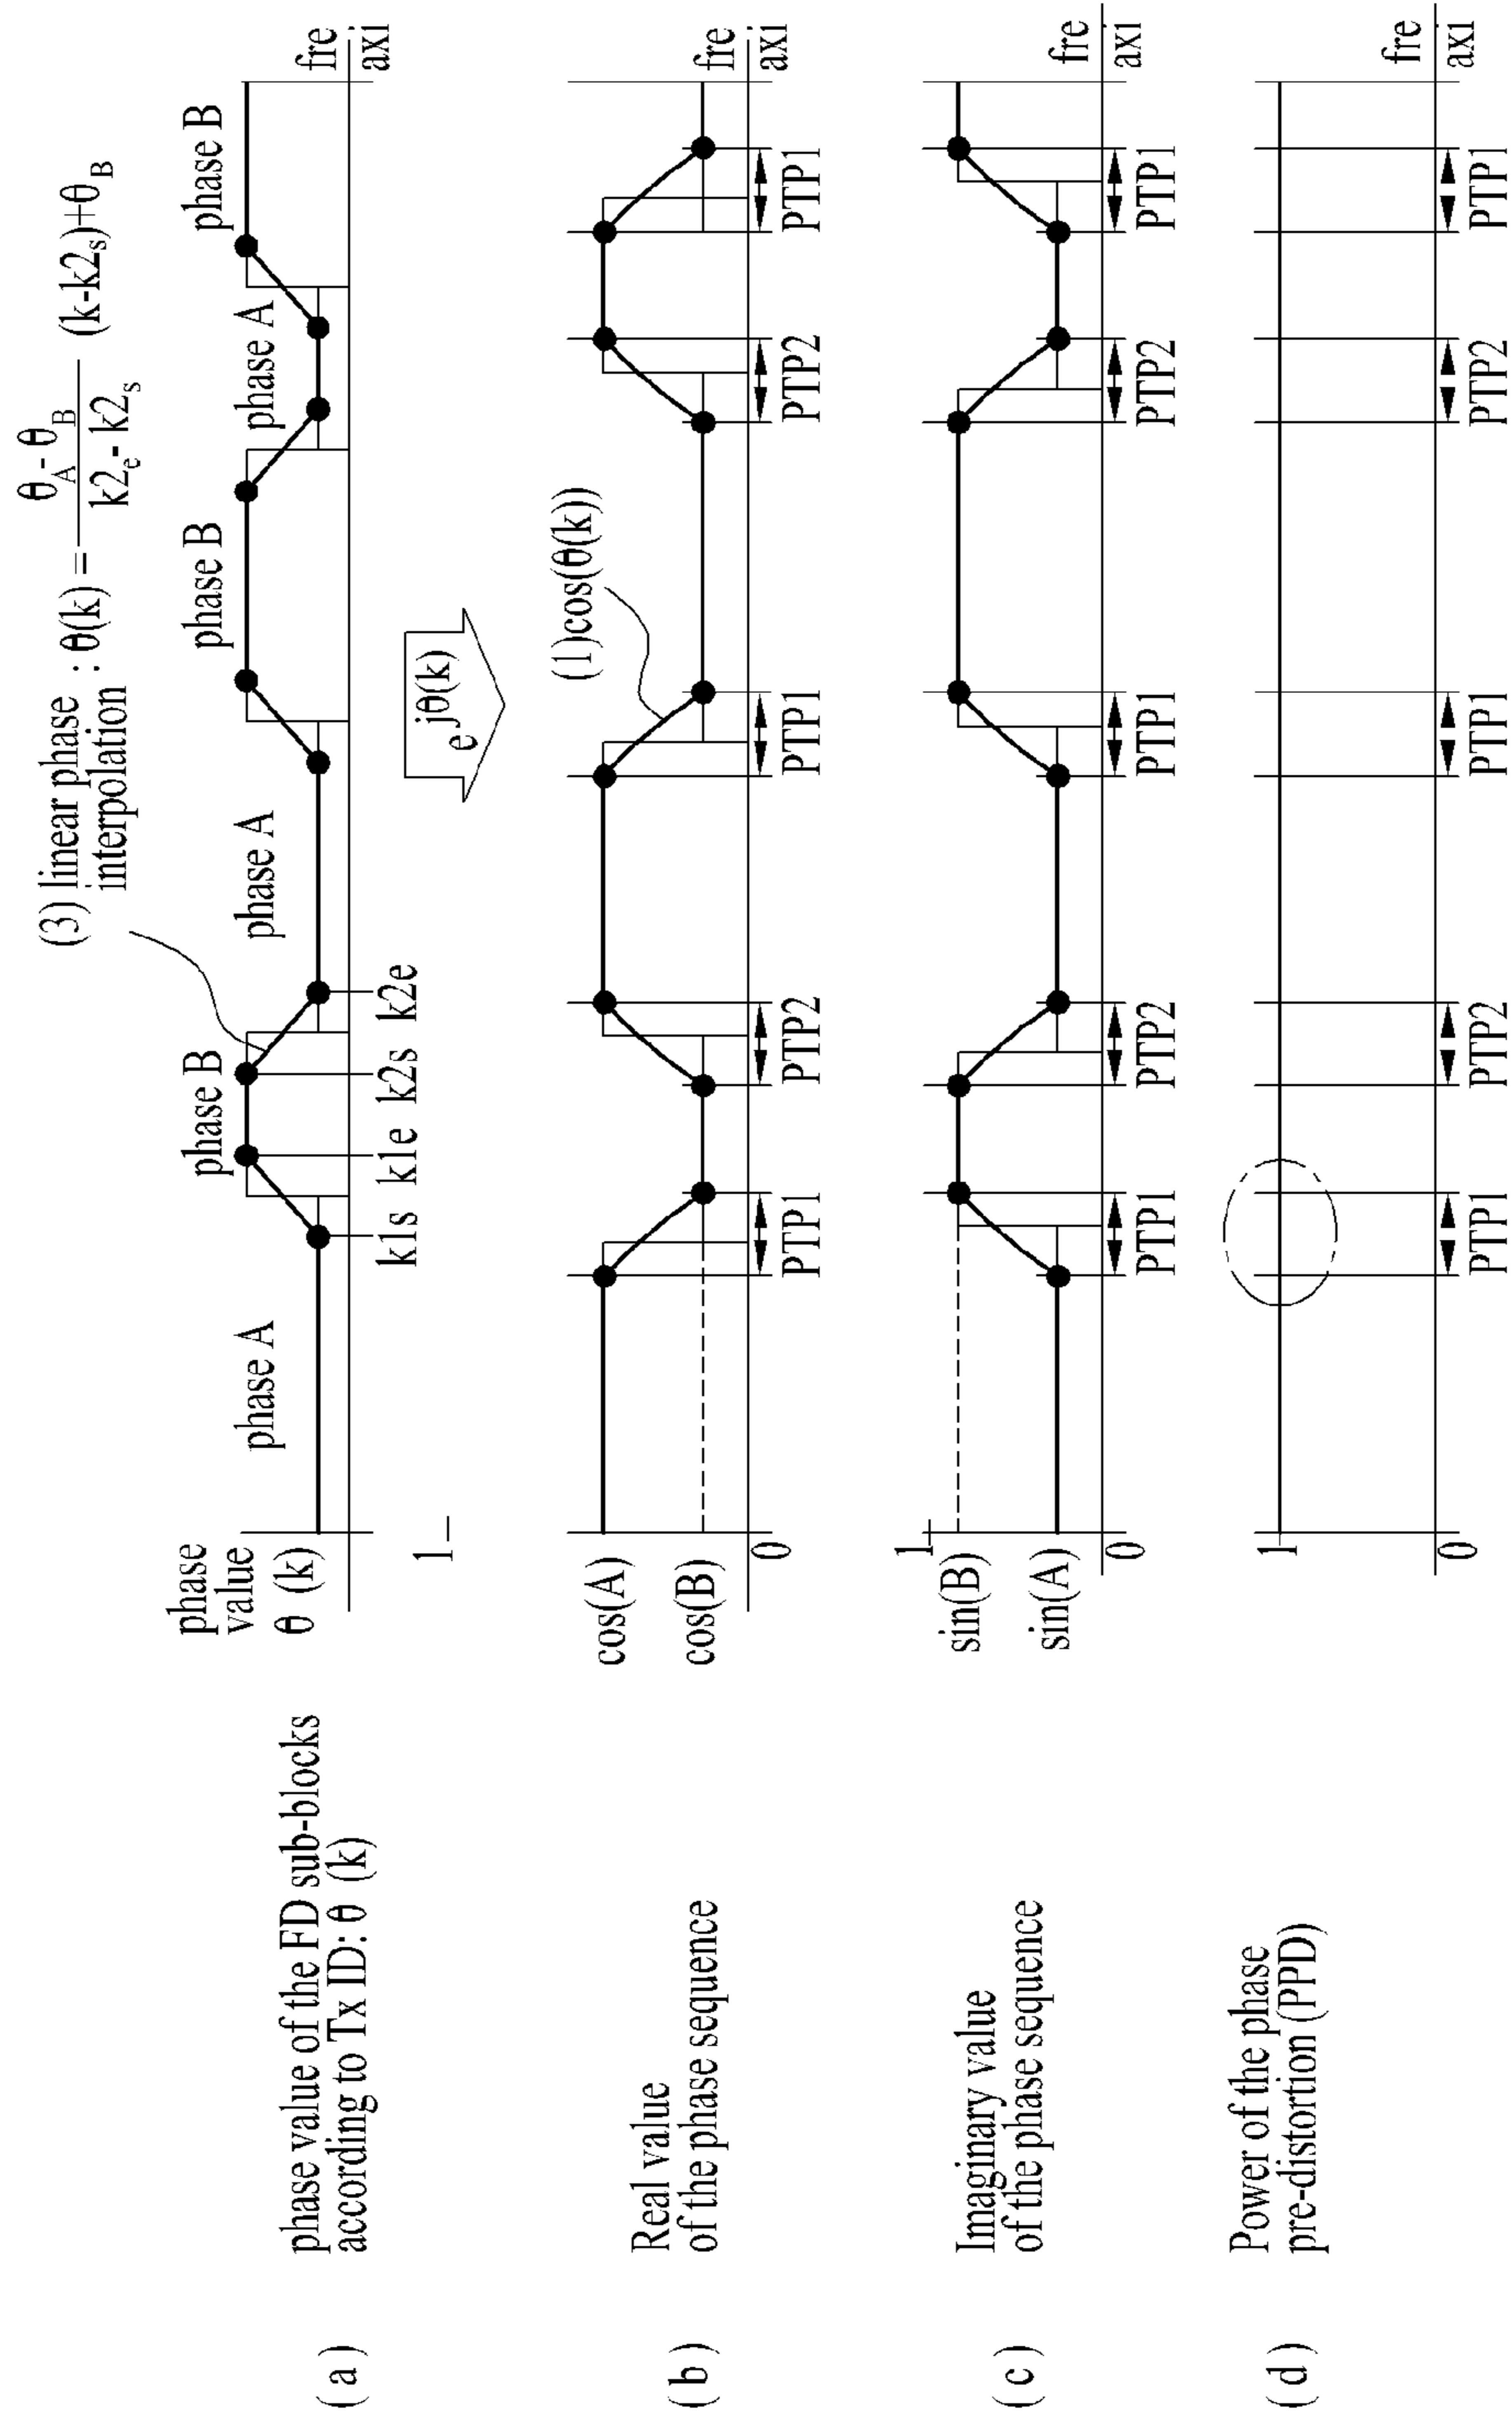 (3) linear phase
interpolation : θ(k) = θA - θB / k2e - k2s (k-k2s)+θB
( a )
phase value of the FD sub-blocks
according to Tx ID: θ (k)
phase
value
θ (k)
phase A
phase B
phase A
phase B
phase A
phase B
fre
axi
k1s
k1e
k2s
k2e
e^jθ(k)
( b )
Real value
of the phase sequence
1
cos(A)
cos(B)
0
(1)cos(θ(k))
fre
axi
PTP1
PTP2
PTP1
PTP2
PTP1
( c )
Imaginary value
of the phase sequence
1
sin(B)
sin(A)
0
fre
axi
PTP1
PTP2
PTP1
PTP2
PTP1
( d )
Power of the phase
pre-distortion (PPD)
1
0
fre
axi
PTP1
PTP2
PTP1
PTP2
PTP1